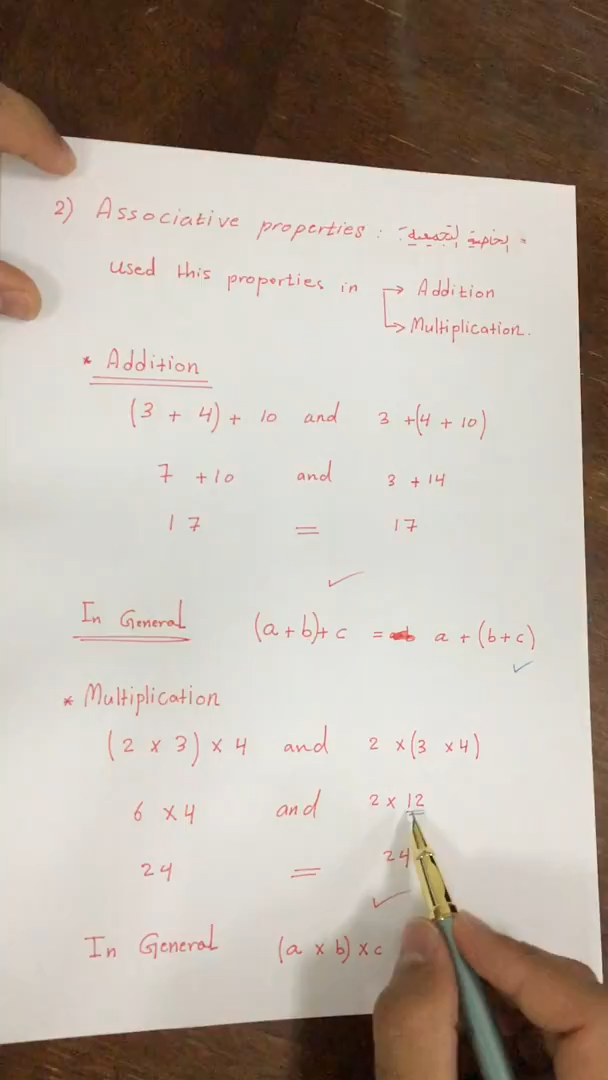 2) Associative properties : الخاصية التجميعية
used this properties in → Addition
→ Multiplication.
* Addition
(3 + 4) + 10 and 3 + (4 + 10)
7 + 10 and 3 + 14
17 = 17
✓
In General (a + b) + c = a + (b + c)
✓
* Multiplication
(2 × 3) × 4 and 2 × (3 × 4)
6 × 4 and 2 × 12
24 = 24
✓
In General (a × b) × c